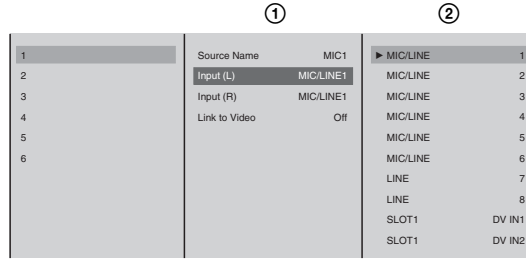 ① ②
1
2
3
4
5
6
Source Name MIC1
Input (L) MIC/LINE1
Input (R) MIC/LINE1
Link to Video Off
▶ MIC/LINE 1
MIC/LINE 2
MIC/LINE 3
MIC/LINE 4
MIC/LINE 5
MIC/LINE 6
LINE 7
LINE 8
SLOT1 DV IN1
SLOT1 DV IN2